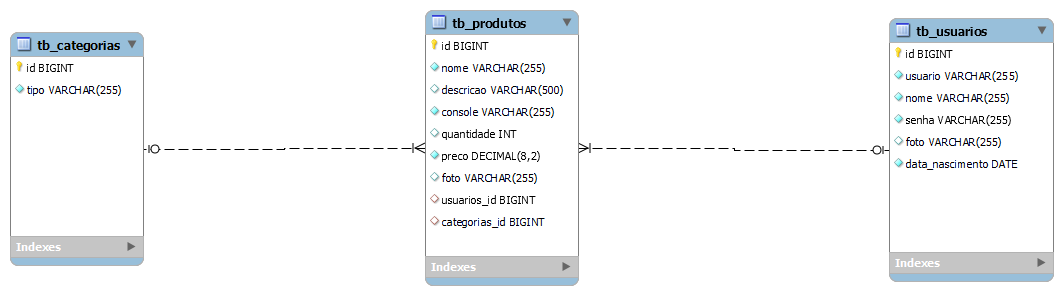 tb_categorias
id BIGINT
tipo VARCHAR(255)
Indexes
tb_produtos
id BIGINT
nome VARCHAR(255)
descricao VARCHAR(500)
console VARCHAR(255)
quantidade INT
preco DECIMAL(8,2)
foto VARCHAR(255)
usuarios_id BIGINT
categorias_id BIGINT
Indexes
tb_usuarios
id BIGINT
usuario VARCHAR(255)
nome VARCHAR(255)
senha VARCHAR(255)
foto VARCHAR(255)
data_nascimento DATE
Indexes